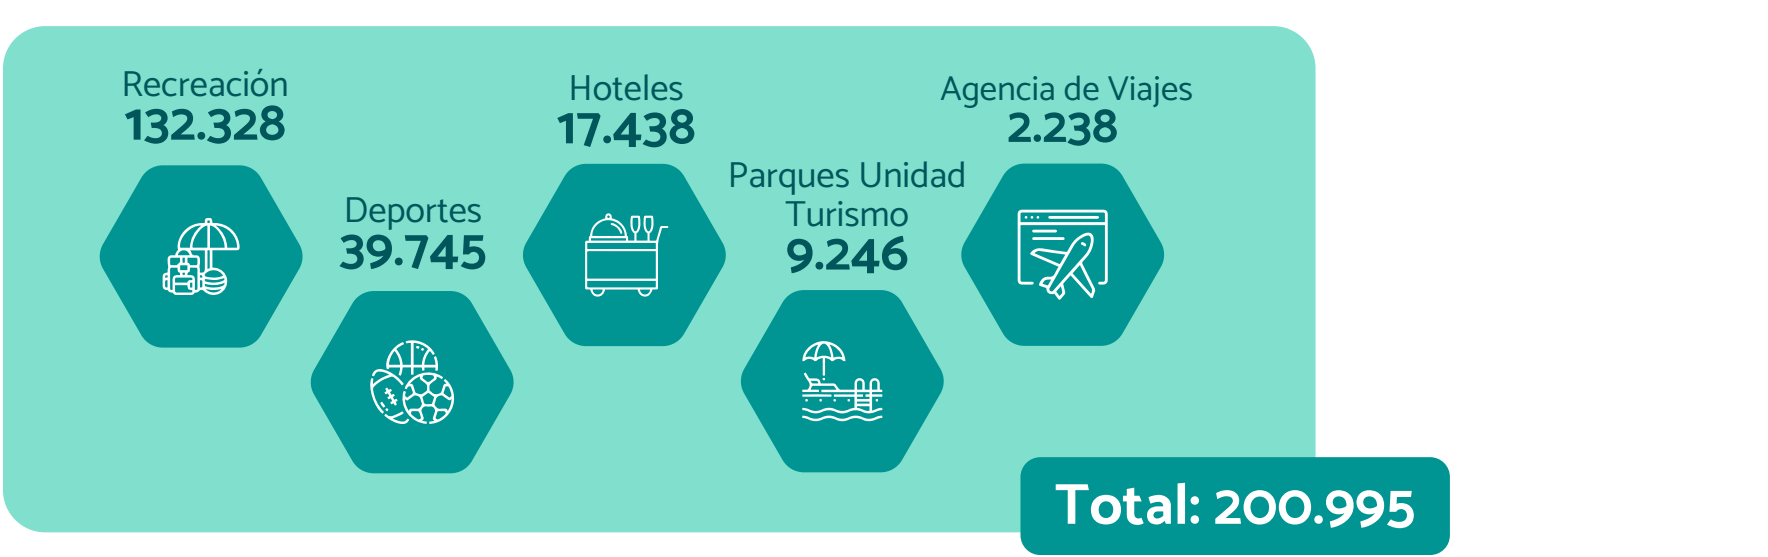 Recreación
132.328
Deportes
39.745
Hoteles
17.438
Parques Unidad
Turismo
9.246
Agencia de Viajes
2.238
Total: 200.995